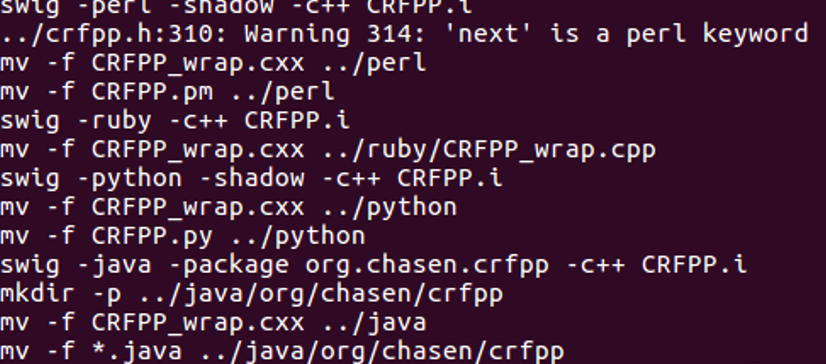 swig -perl -shadow -c++ CRFPP.i
../crfpp.h:310: Warning 314: 'next' is a perl keyword
mv -f CRFPP_wrap.cxx ../perl
mv -f CRFPP.pm ../perl
swig -ruby -c++ CRFPP.i
mv -f CRFPP_wrap.cxx ../ruby/CRFPP_wrap.cpp
swig -python -shadow -c++ CRFPP.i
mv -f CRFPP_wrap.cxx ../python
mv -f CRFPP.py ../python
swig -java -package org.chasen.crfpp -c++ CRFPP.i
mkdir -p ../java/org/chasen/crfpp
mv -f CRFPP_wrap.cxx ../java
mv -f *.java ../java/org/chasen/crfpp